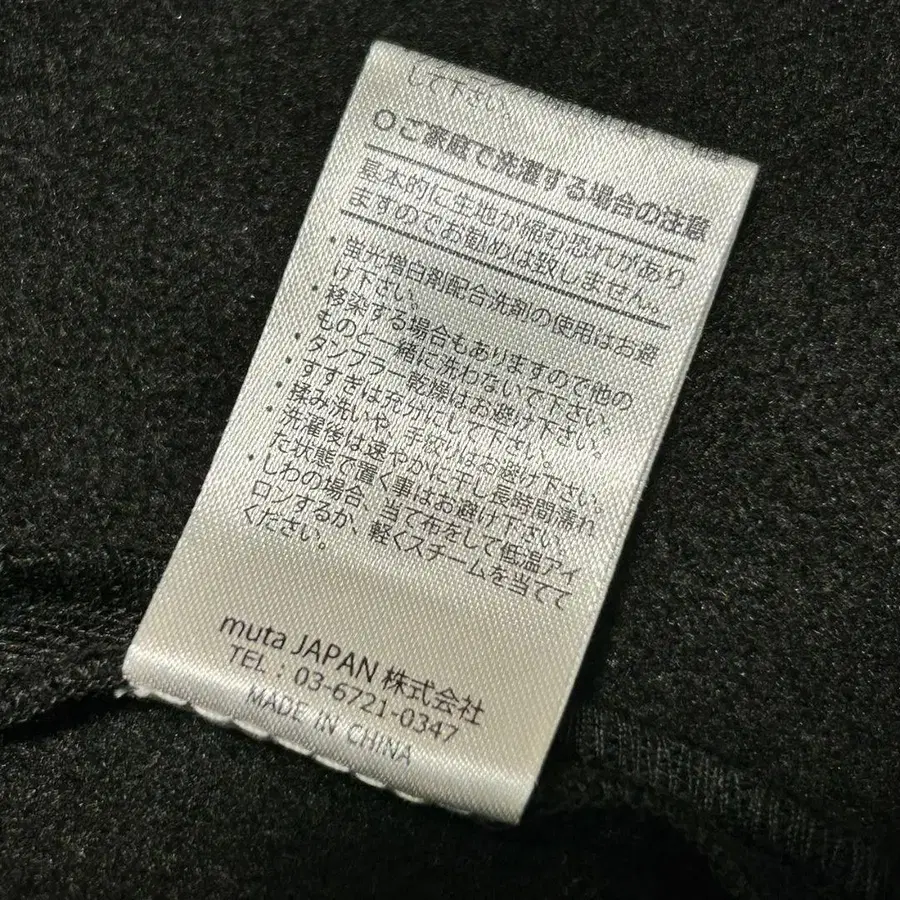 して下さい
○ご家庭で洗濯する場合の注意
基本的に生地が縮む恐れがあり
ますのでお勧めは致しません。
・蛍光増白剤配合洗剤の使用はお避
け下さい。
・移染する場合もありますので他の
ものと一緒に洗わないで下さい。
・タンブラー乾燥はお避け下さい。
・すすぎは充分にして下さい。
・揉み洗いや、手絞りはお避け下さい。
・洗濯後は速やかに干し長時間濡れ
た状態で置く事はお避け下さい。
しわの場合、当て布をして低温アイ
ロンするか、軽くスチームを当てて
ください。
muta JAPAN 株式会社
TEL：03-6721-0347
MADE IN CHINA